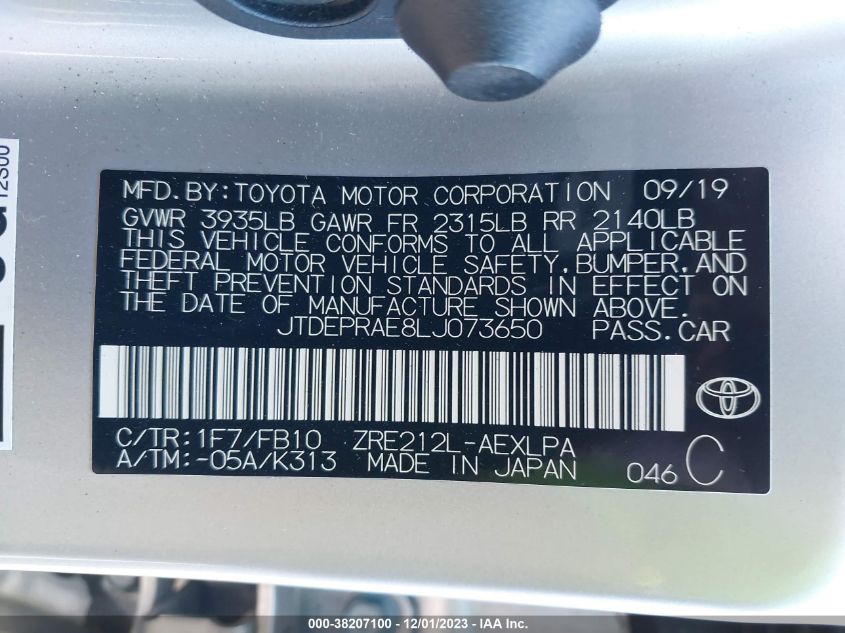 MFD.BY:TOYOTA MOTOR CORPORATION 09/19
GVWR 3935LB GAWR FR 2315LB RR 2140LB
THIS VEHICLE CONFORMS TO ALL APPLICABLE
FEDERAL MOTOR VEHICLE SAFETY,BUMPER,AND
THEFT PREVENTION STANDARDS IN EFFECT ON
THE DATE OF MANUFACTURE SHOWN ABOVE.
JTDEPRAE8LJ073650 PASS.CAR
C/TR:1F7/FB10 ZRE212L-AEXLPA
A/TM:-05A/K313 MADE IN JAPAN 046 C
12S00
000-38207100 - 12/01/2023 - IAA Inc.